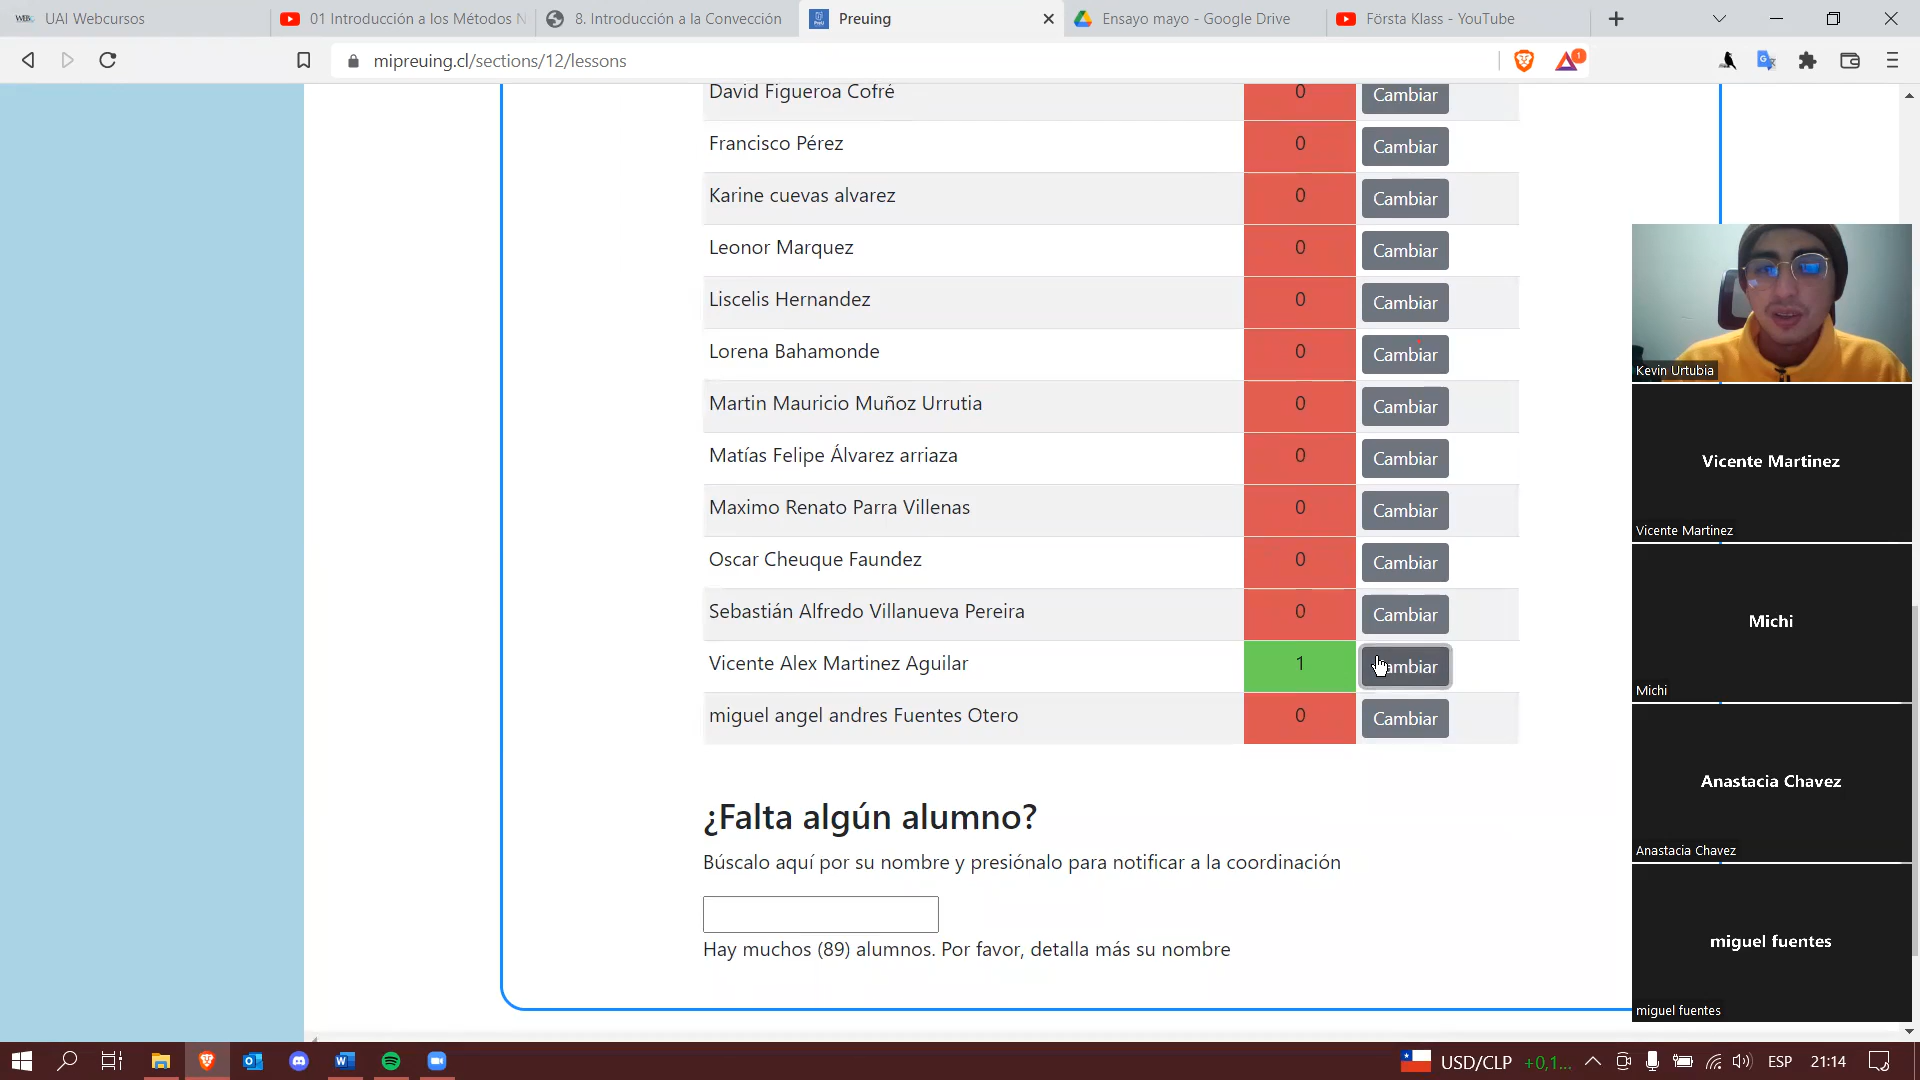 UAI Webcursos
01 Introducción a los Métodos N
8. Introducción a la Convección
Preuing
Ensayo mayo - Google Drive
Första Klass - YouTube
mipreuing.cl/sections/12/lessons
1
David Figueroa Cofré 0 Cambiar
Francisco Pérez 0 Cambiar
Karine cuevas alvarez 0 Cambiar
Leonor Marquez 0 Cambiar
Liscelis Hernandez 0 Cambiar
Lorena Bahamonde 0 Cambiar
Martin Mauricio Muñoz Urrutia 0 Cambiar
Matías Felipe Álvarez arriaza 0 Cambiar
Maximo Renato Parra Villenas 0 Cambiar
Oscar Cheuque Faundez 0 Cambiar
Sebastián Alfredo Villanueva Pereira 0 Cambiar
Vicente Alex Martinez Aguilar 1 Cambiar
miguel angel andres Fuentes Otero 0 Cambiar
¿Falta algún alumno?
Búscalo aquí por su nombre y presiónalo para notificar a la coordinación
Hay muchos (89) alumnos. Por favor, detalla más su nombre
Kevin Urtubia
Vicente Martinez
Vicente Martinez
Michi
Michi
Anastacia Chavez
Anastacia Chavez
miguel fuentes
miguel fuentes
USD/CLP +0,1...
ESP
21:14